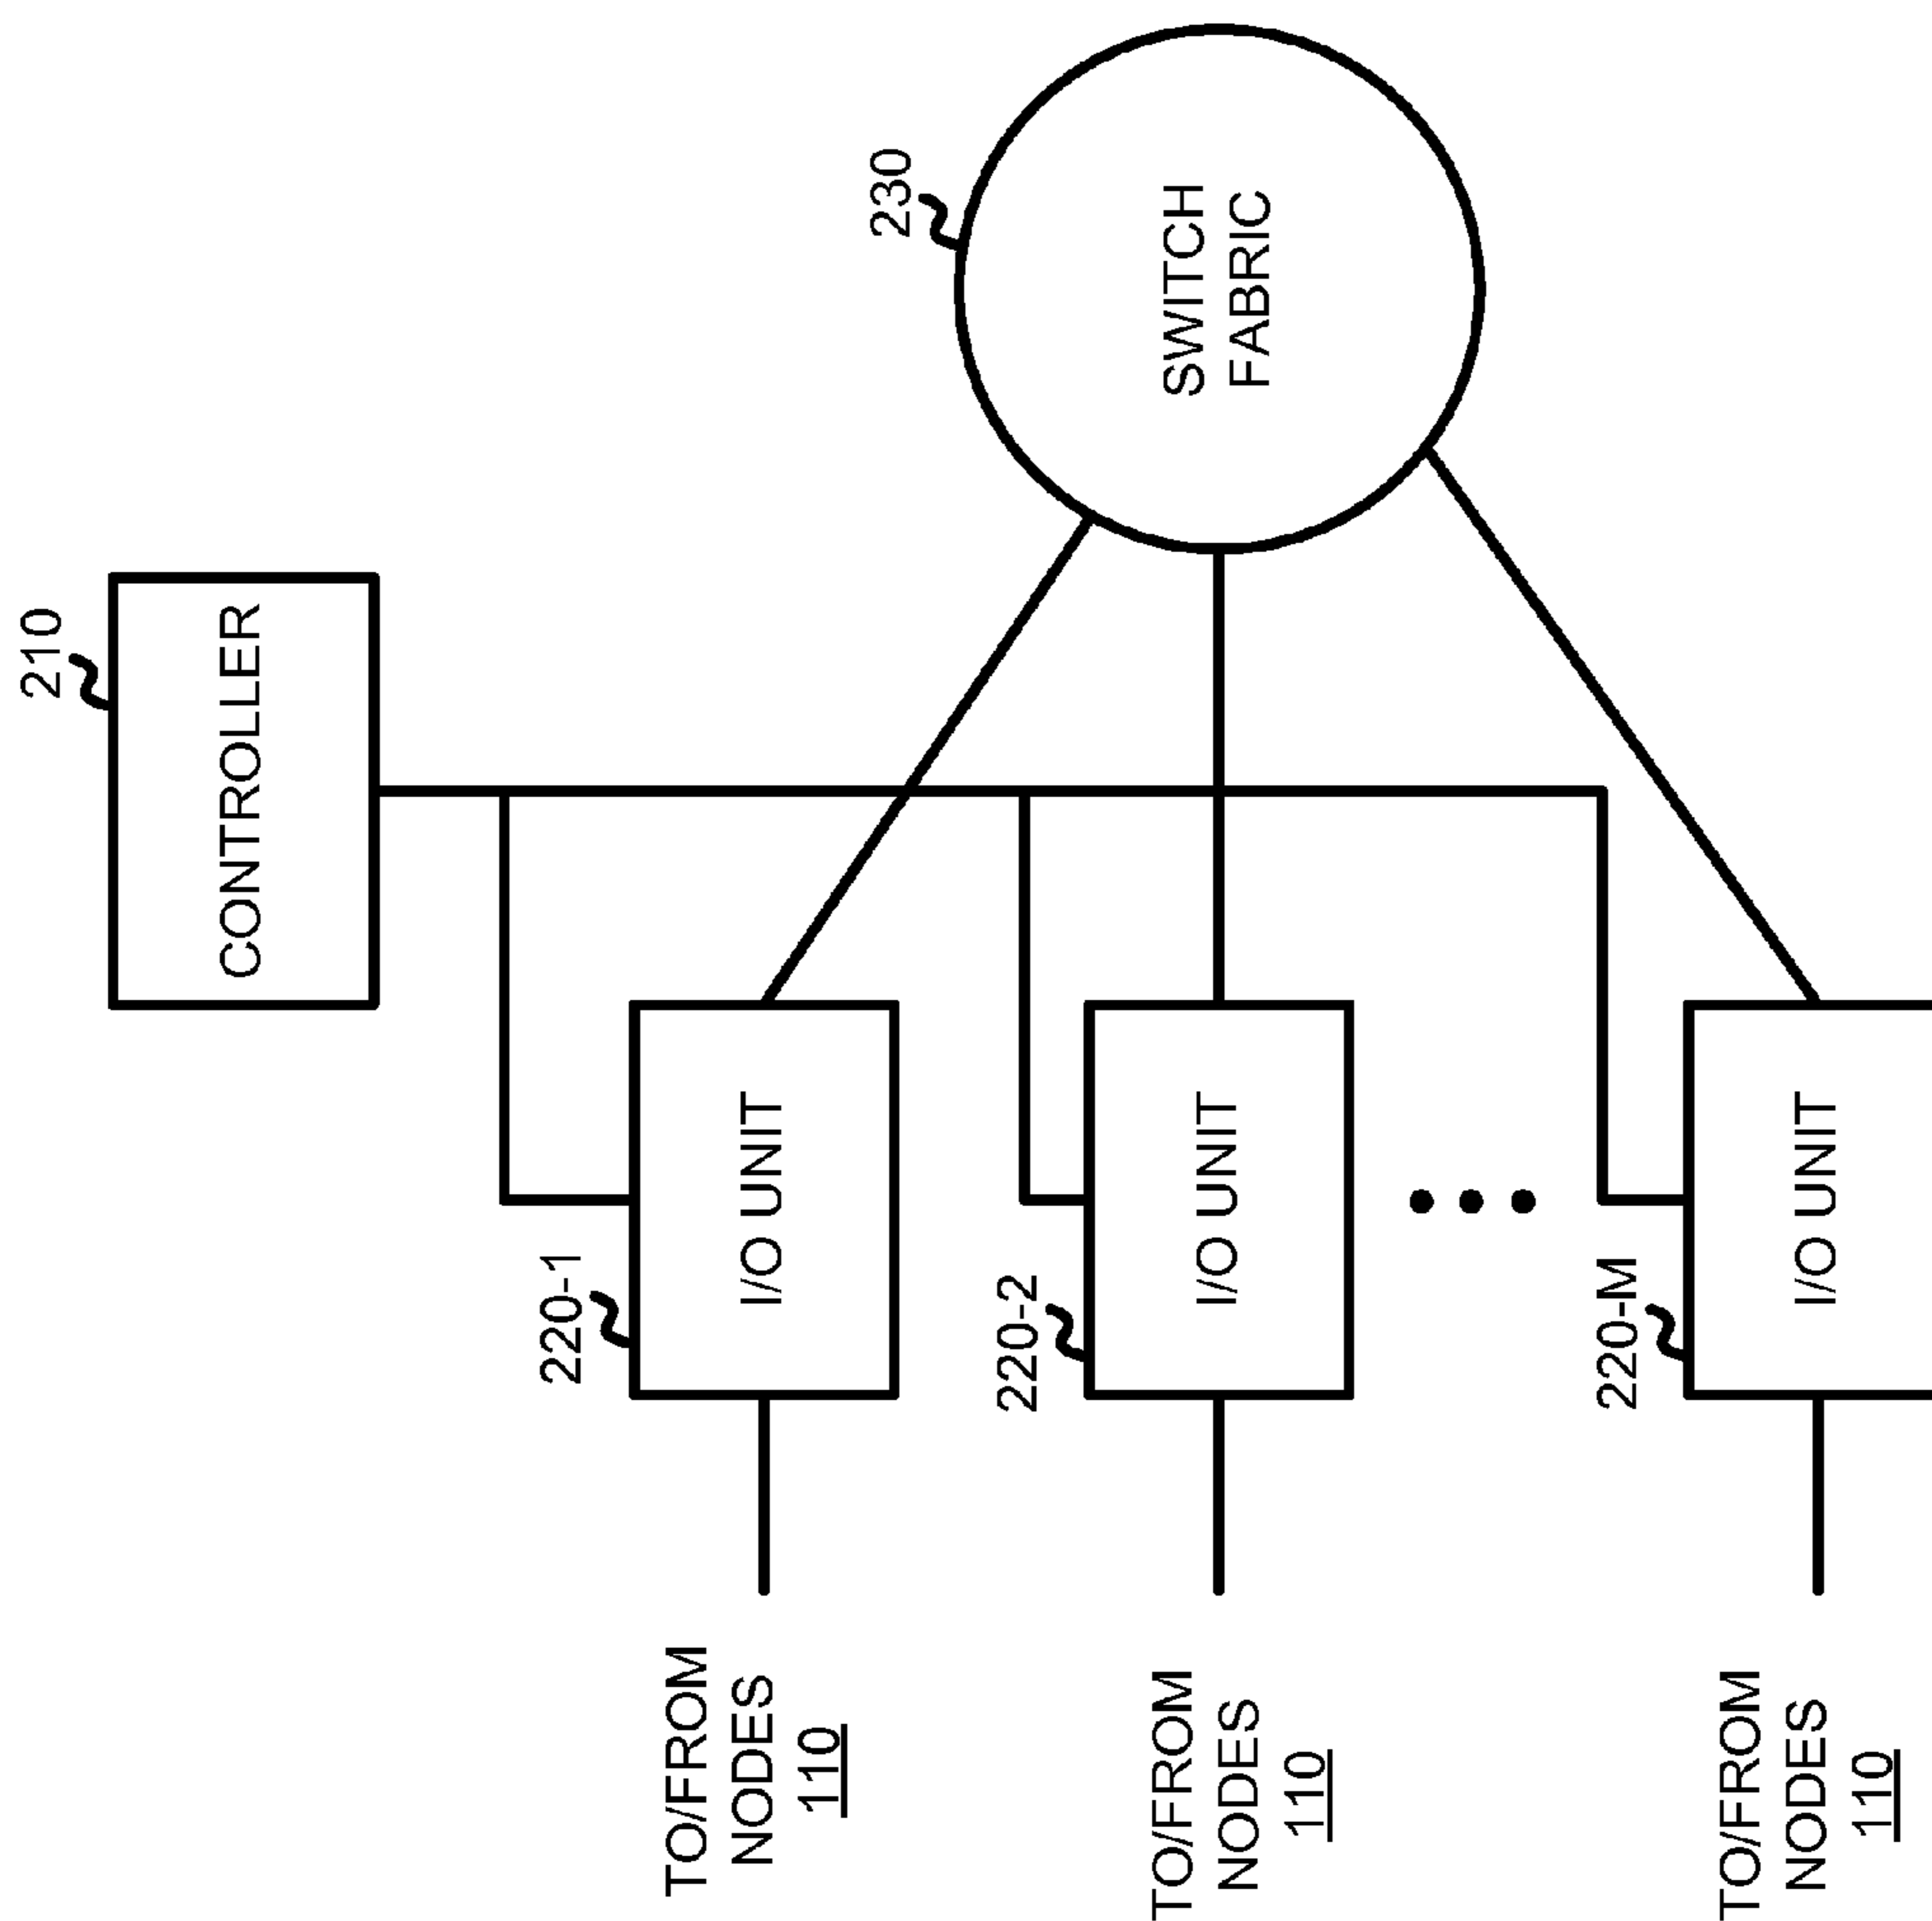 210
CONTROLLER
220-1
I/O UNIT
TO/FROM
NODES
110
230
SWITCH
FABRIC
220-2
I/O UNIT
TO/FROM
NODES
110
220-M
I/O UNIT
TO/FROM
NODES
110